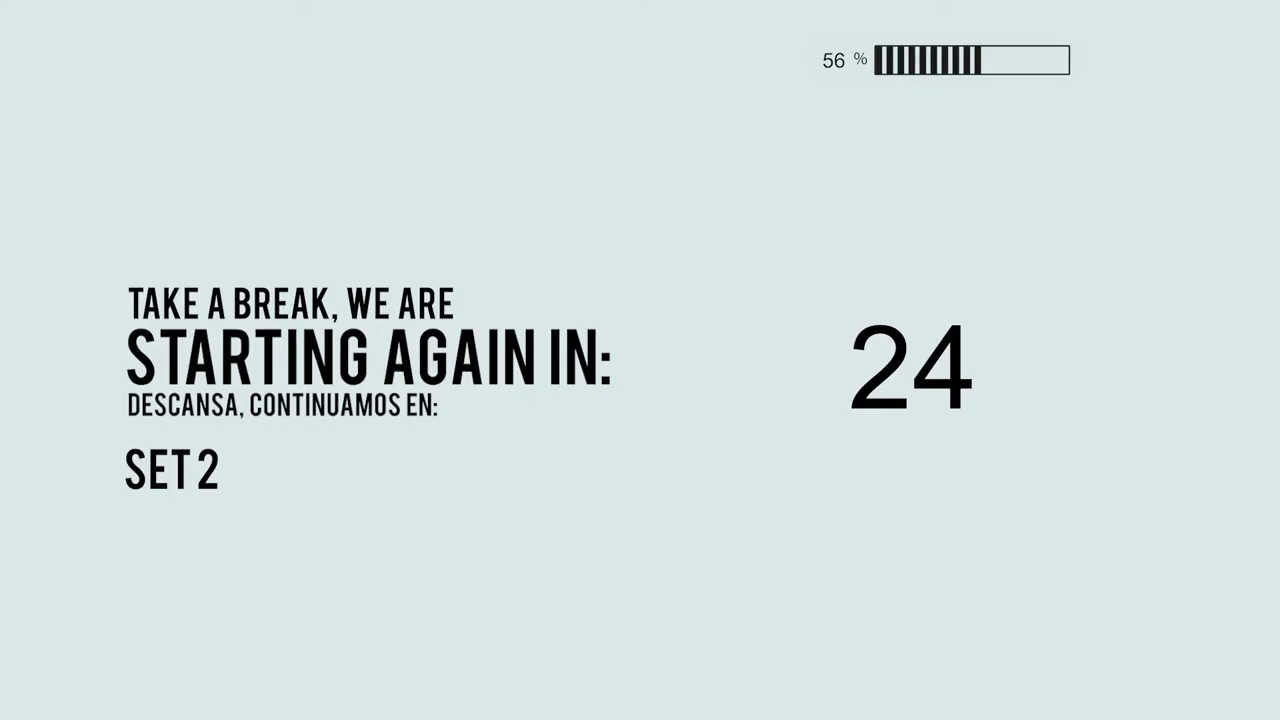 56 %
TAKE A BREAK, WE ARE
STARTING AGAIN IN:
DESCANSA, CONTINUAMOS EN:
24
SET 2